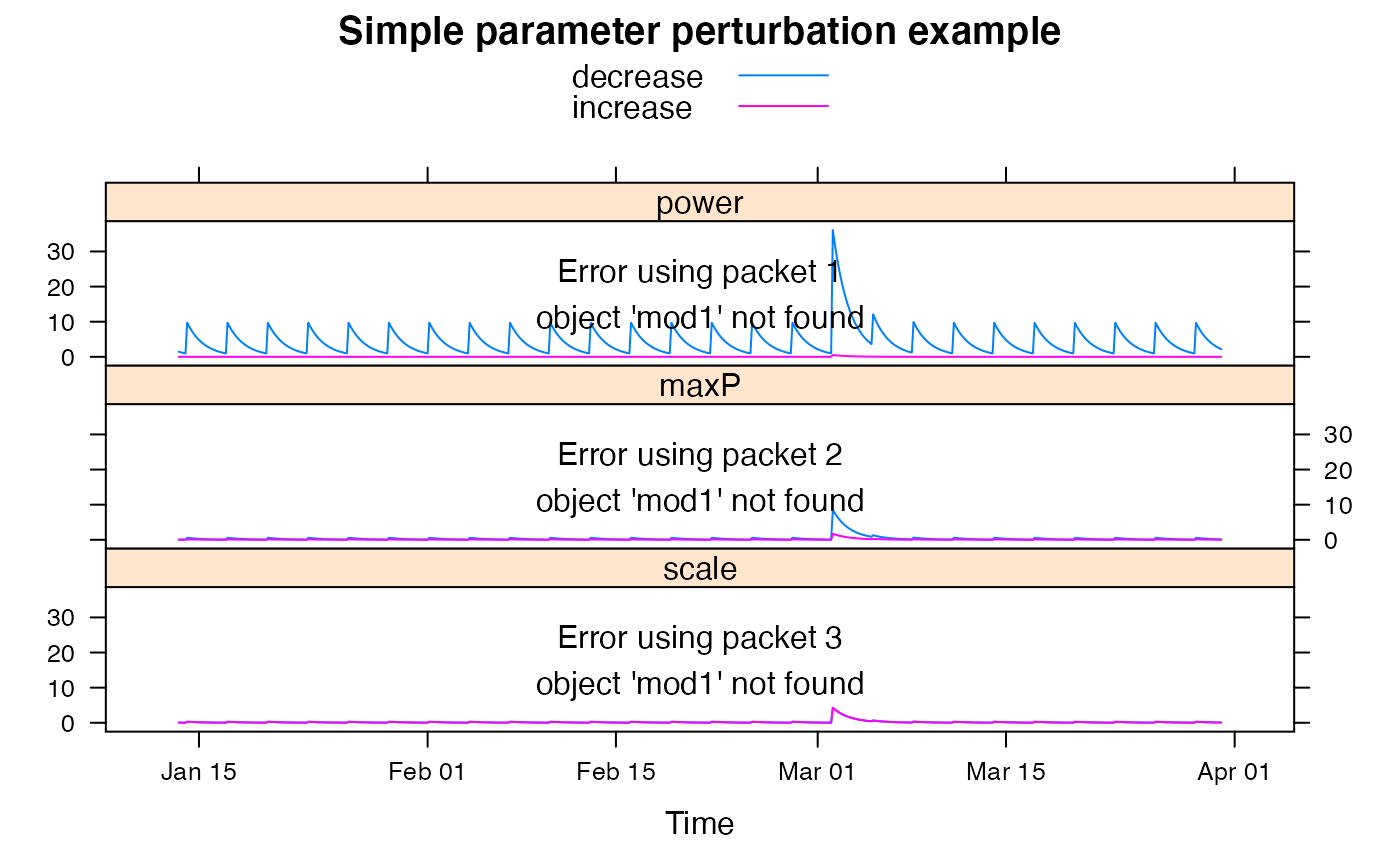 Simple parameter perturbation example
decrease
increase
power
30
20
10
0
Error using packet 1
object 'mod1' not found
maxP
30
20
10
0
Error using packet 2
object 'mod1' not found
scale
30
20
10
0
Error using packet 3
object 'mod1' not found
Jan 15 Feb 01 Feb 15 Mar 01 Mar 15 Apr 01
Time